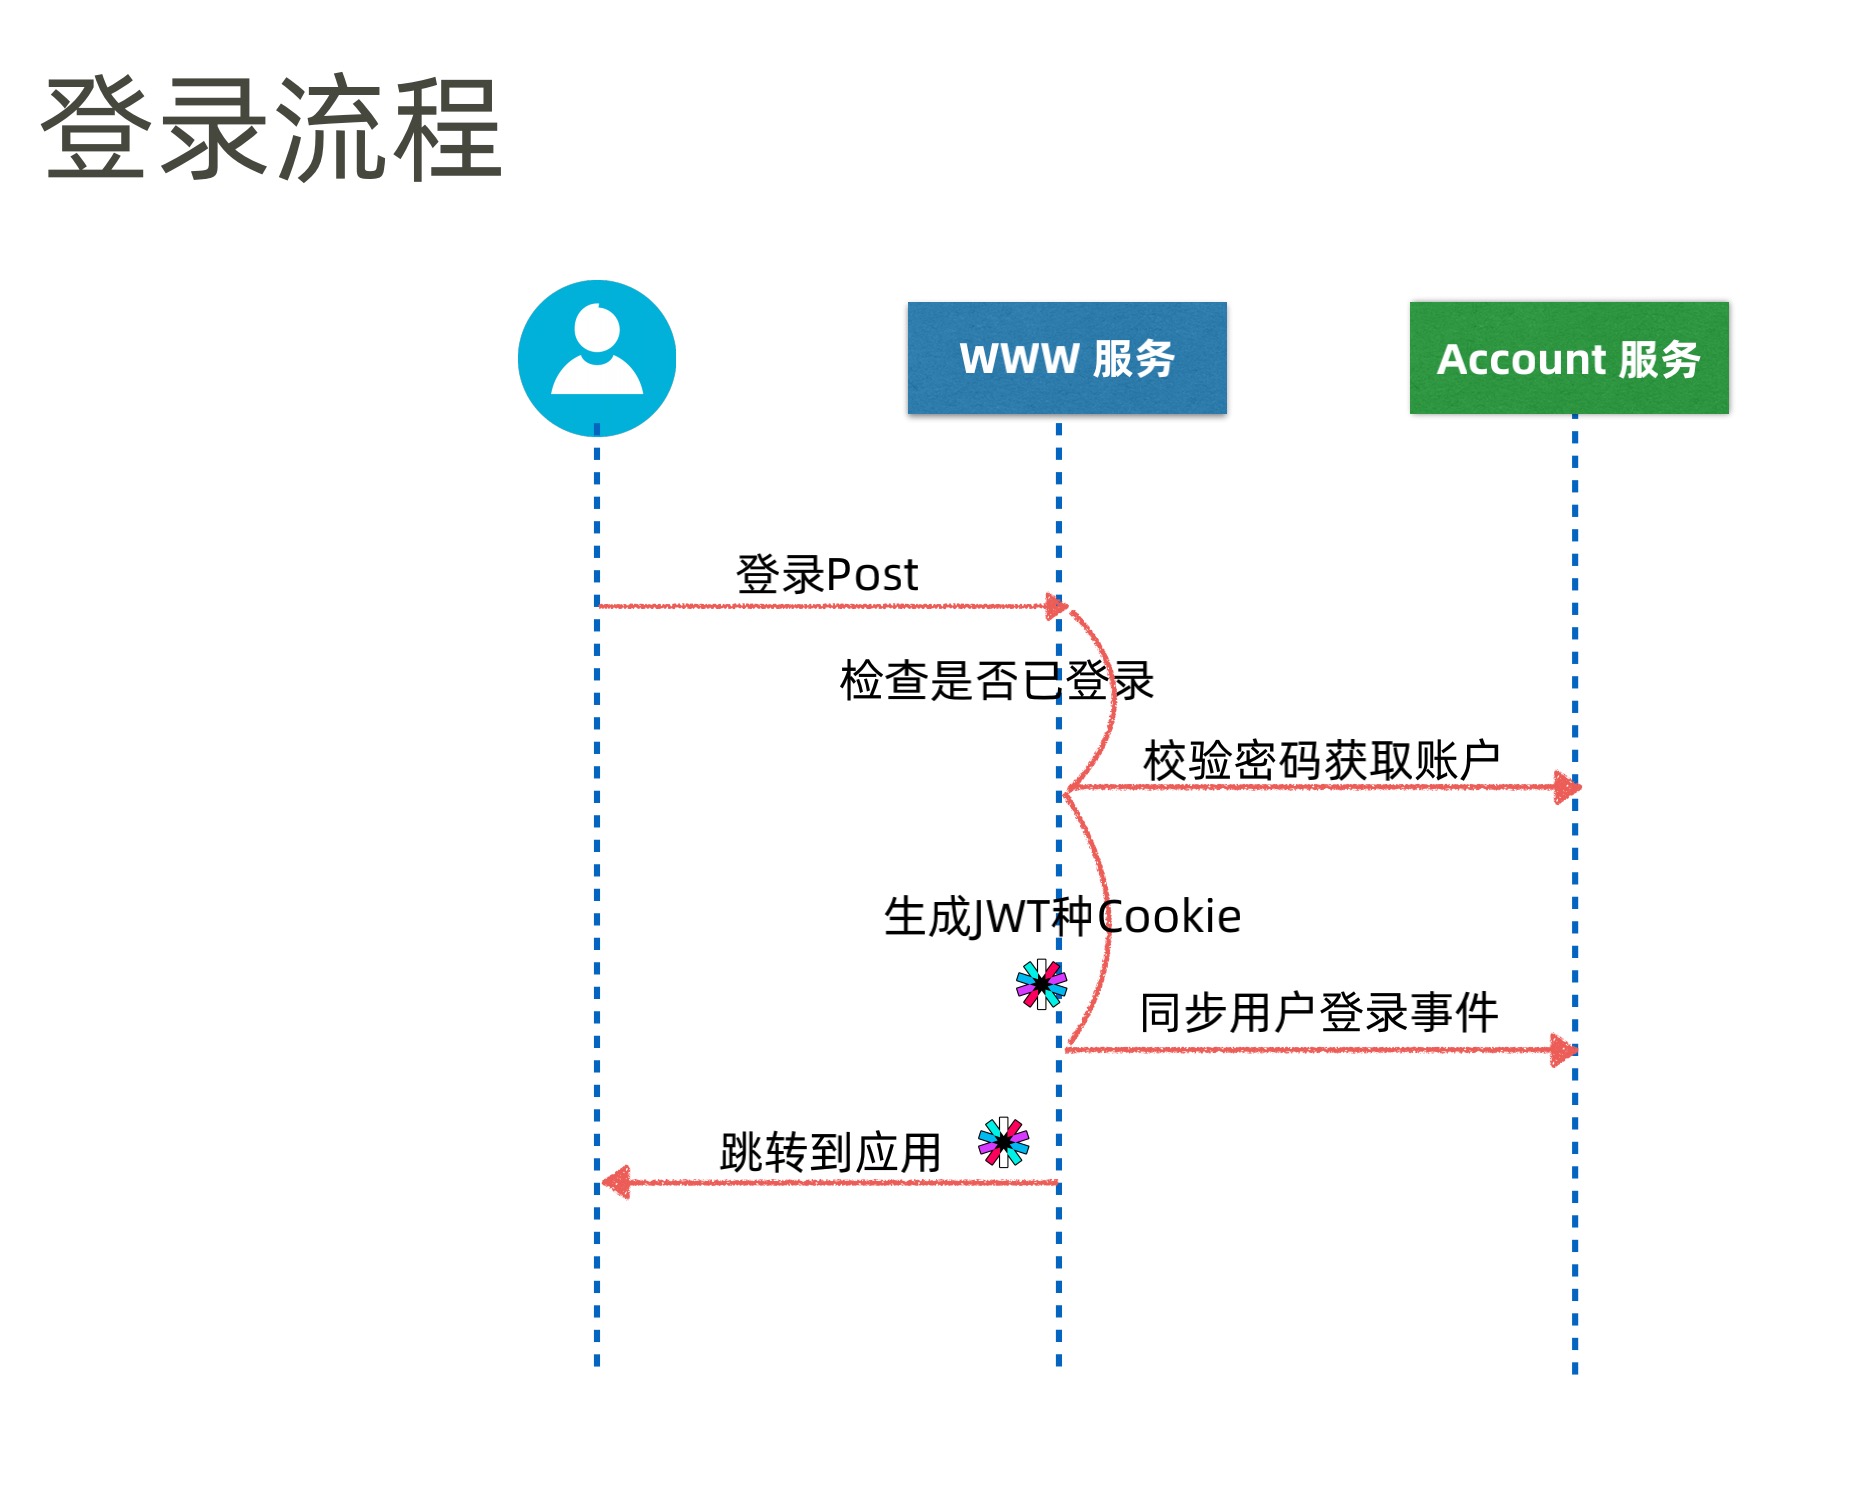 登录流程
WWW 服务
Account 服务
登录Post
检查是否已登录
校验密码获取账户
生成JWT种Cookie
同步用户登录事件
跳转到应用